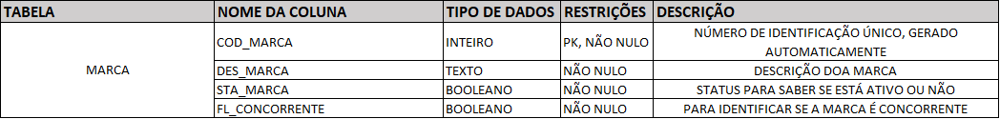 TABELA NOME DA COLUNA TIPO DE DADOS RESTRIÇÕES DESCRIÇÃO
MARCA COD_MARCA INTEIRO PK, NÃO NULO NÚMERO DE IDENTIFICAÇÃO ÚNICO, GERADO
AUTOMATICAMENTE
DES_MARCA TEXTO NÃO NULO DESCRIÇÃO DOA MARCA
STA_MARCA BOOLEANO NÃO NULO STATUS PARA SABER SE ESTÁ ATIVO OU NÃO
FL_CONCORRENTE BOOLEANO NÃO NULO PARA IDENTIFICAR SE A MARCA É CONCORRENTE